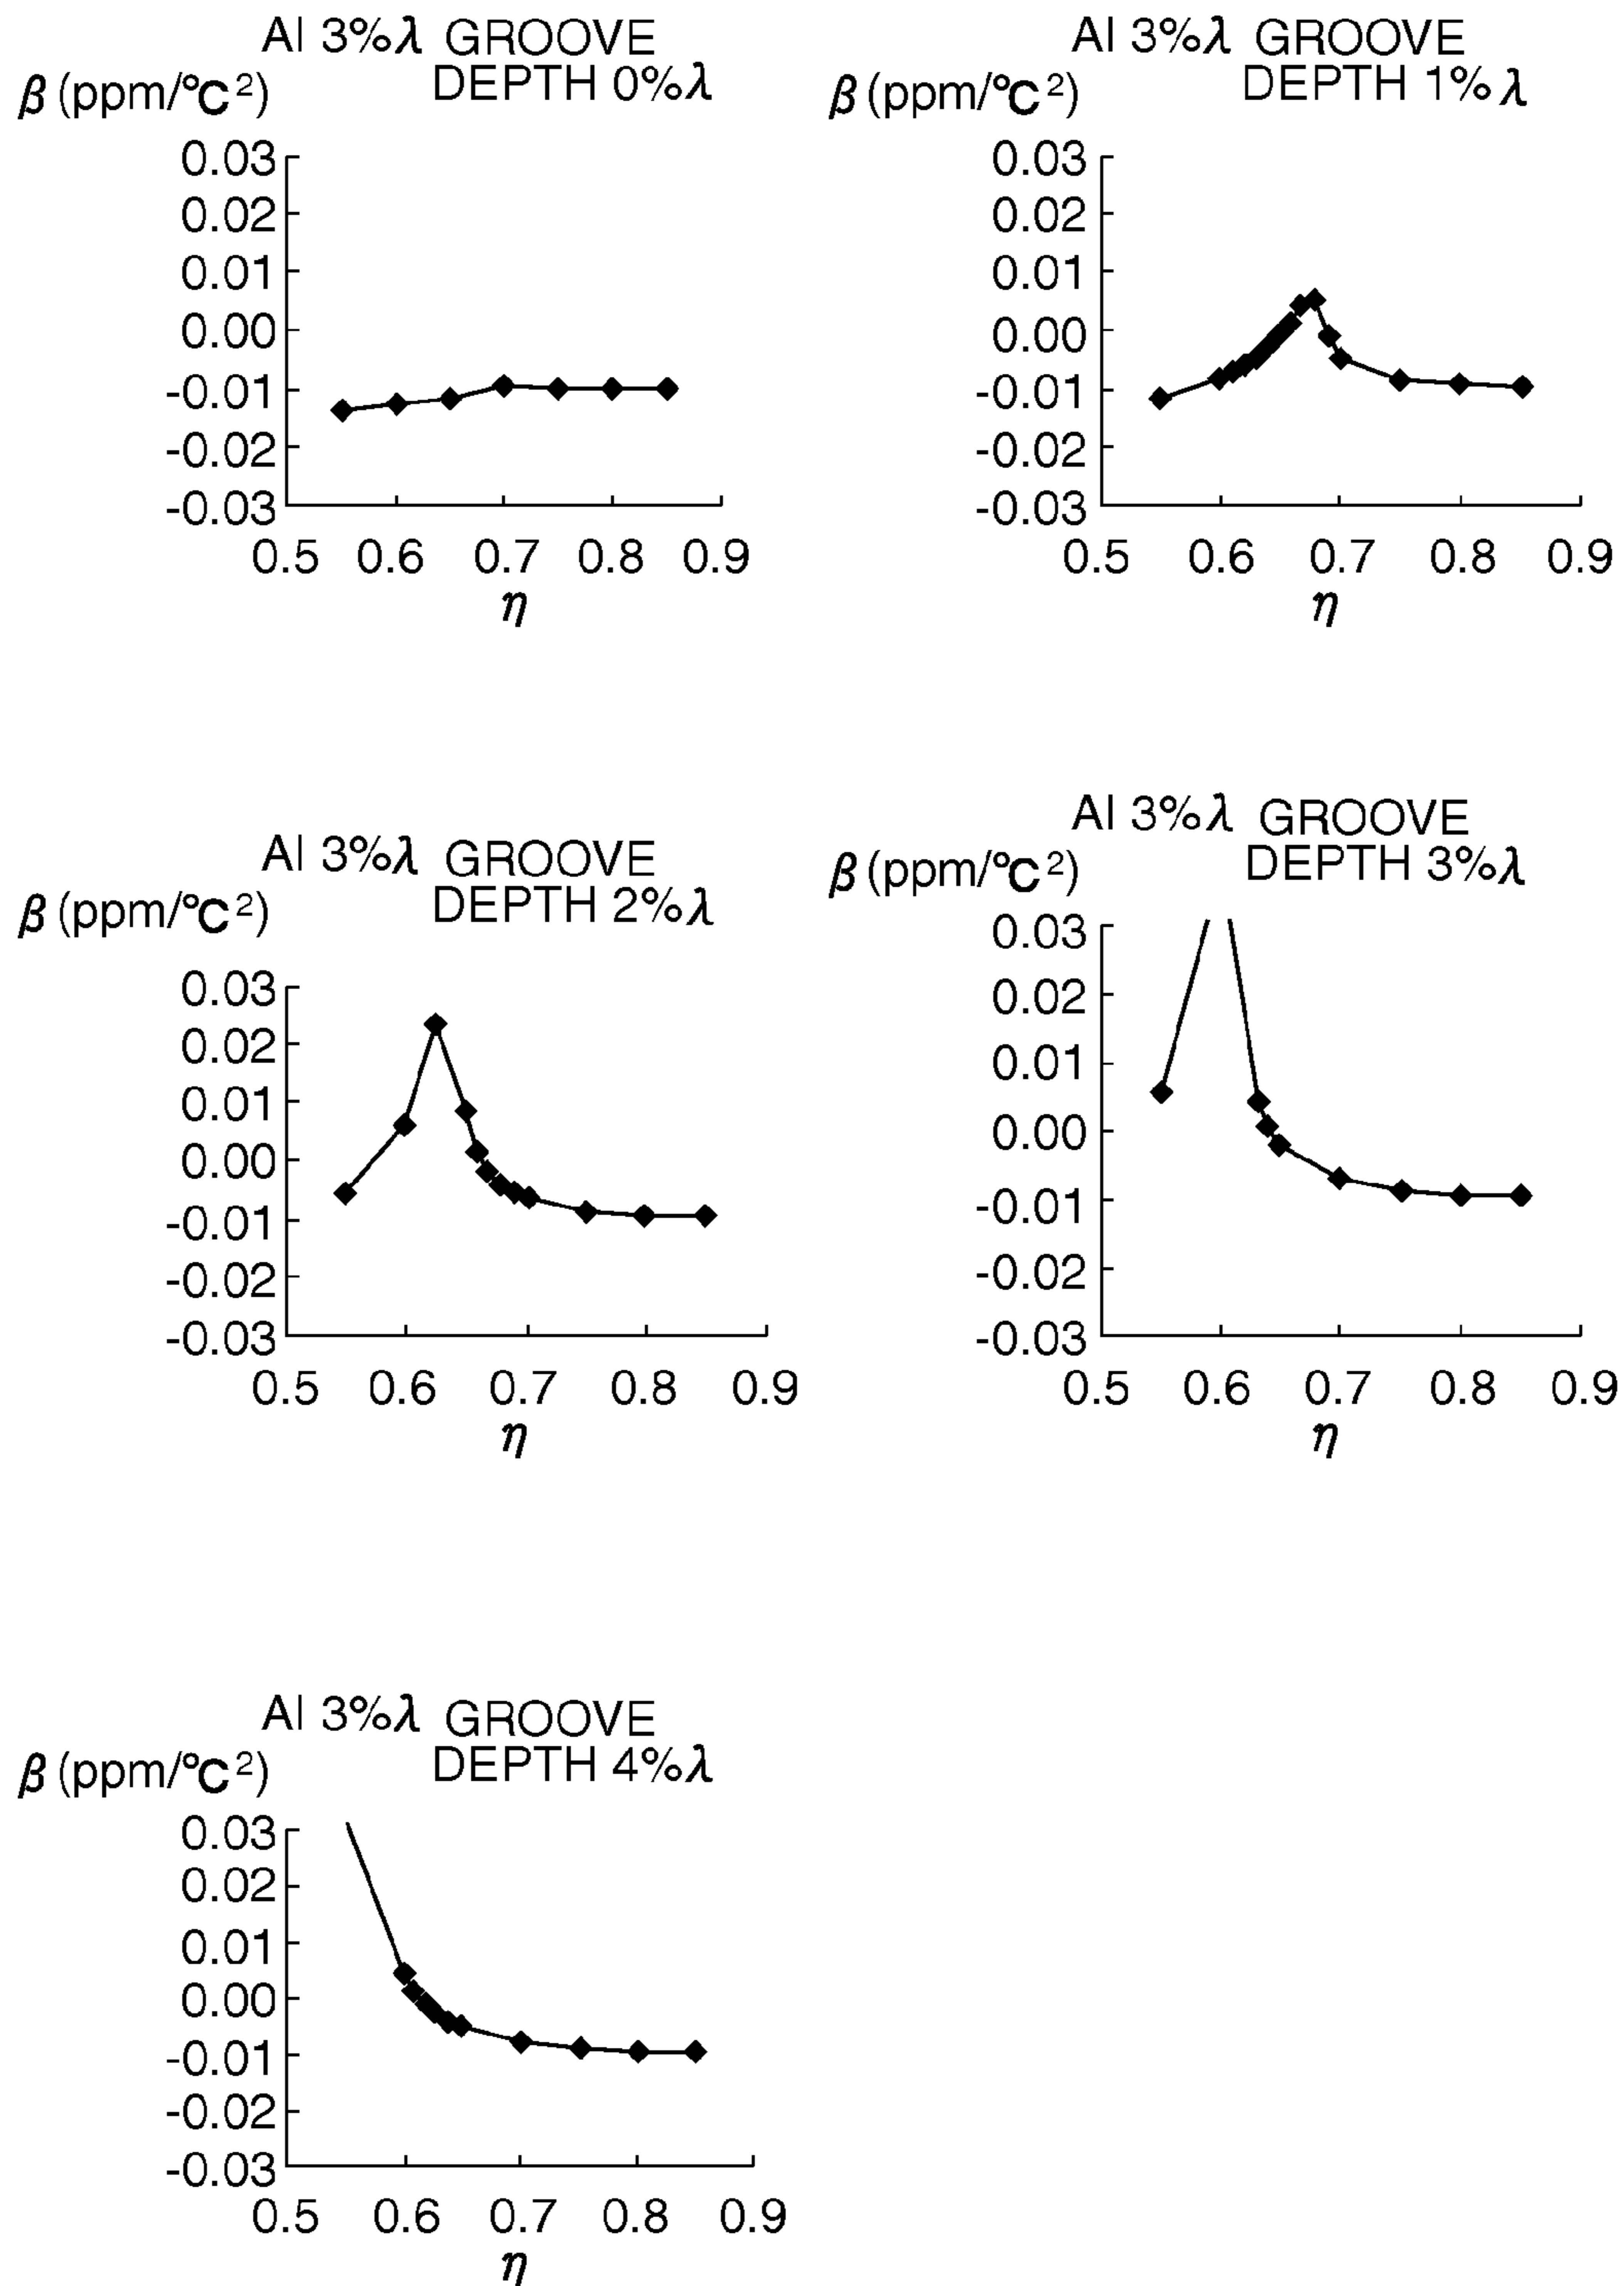 Al 3%λ GROOVE
DEPTH 0%λ
β (ppm/°C²)
0.03
0.02
0.01
0.00
-0.01
-0.02
-0.03
0.5 0.6 0.7 0.8 0.9
η
Al 3%λ GROOVE
DEPTH 1%λ
β (ppm/°C²)
0.03
0.02
0.01
0.00
-0.01
-0.02
-0.03
0.5 0.6 0.7 0.8 0.9
η
Al 3%λ GROOVE
DEPTH 2%λ
β (ppm/°C²)
0.03
0.02
0.01
0.00
-0.01
-0.02
-0.03
0.5 0.6 0.7 0.8 0.9
η
Al 3%λ GROOVE
DEPTH 3%λ
β (ppm/°C²)
0.03
0.02
0.01
0.00
-0.01
-0.02
-0.03
0.5 0.6 0.7 0.8 0.9
η
Al 3%λ GROOVE
DEPTH 4%λ
β (ppm/°C²)
0.03
0.02
0.01
0.00
-0.01
-0.02
-0.03
0.5 0.6 0.7 0.8 0.9
η